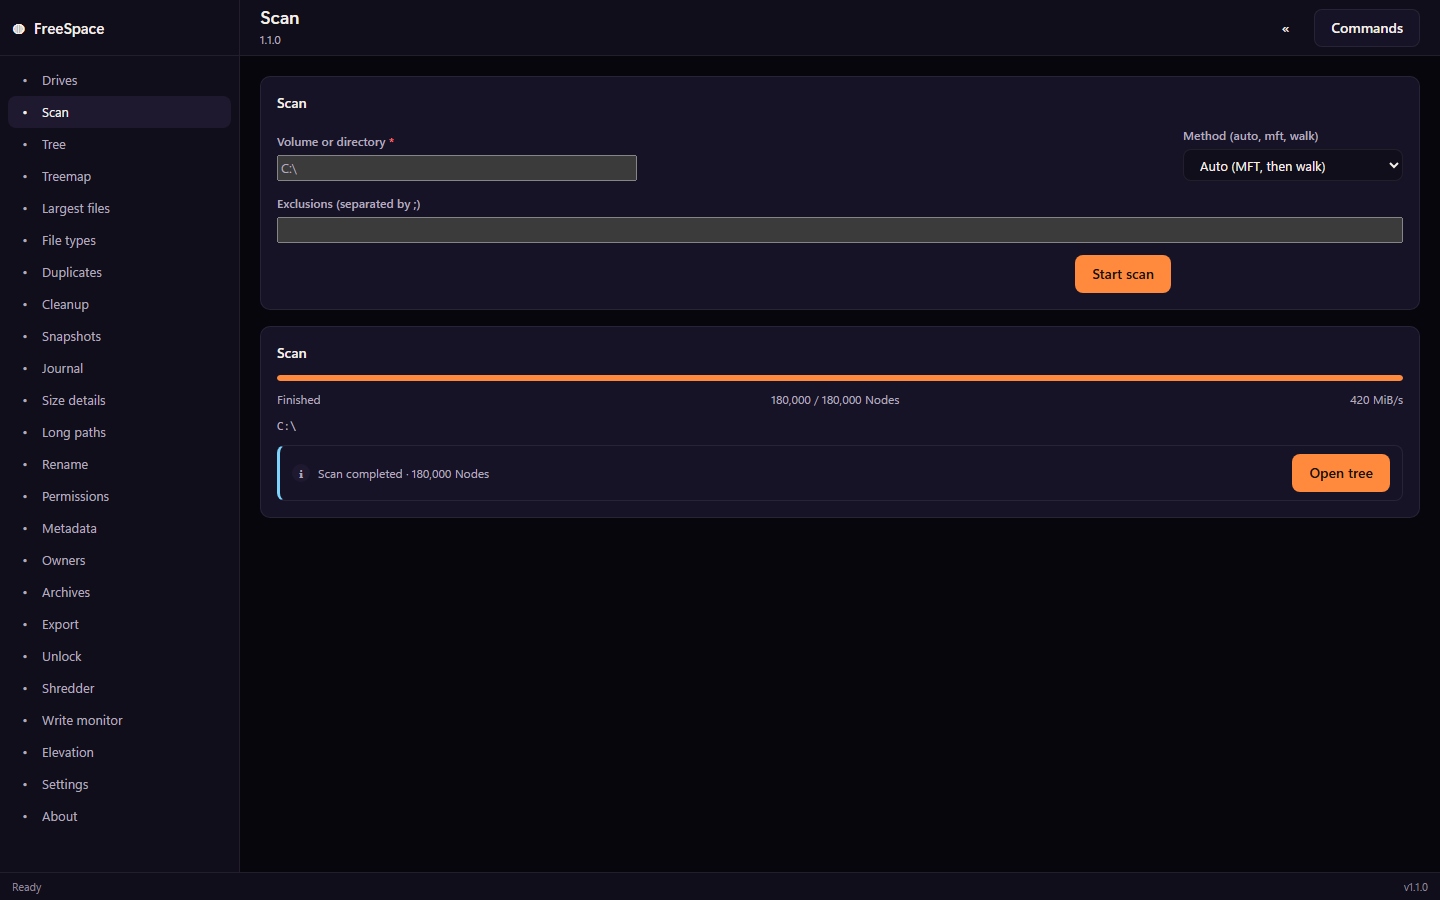 FreeSpace
Scan
1.1.0
«
Commands
• Drives
• Scan
• Tree
• Treemap
• Largest files
• File types
• Duplicates
• Cleanup
• Snapshots
• Journal
• Size details
• Long paths
• Rename
• Permissions
• Metadata
• Owners
• Archives
• Export
• Unlock
• Shredder
• Write monitor
• Elevation
• Settings
• About
Scan
Volume or directory *
C:\
Method (auto, mft, walk)
Auto (MFT, then walk)
Exclusions (separated by ;)
Start scan
Scan
Finished 180,000 / 180,000 Nodes 420 MiB/s
C:\
i Scan completed · 180,000 Nodes
Open tree
Ready
v1.1.0